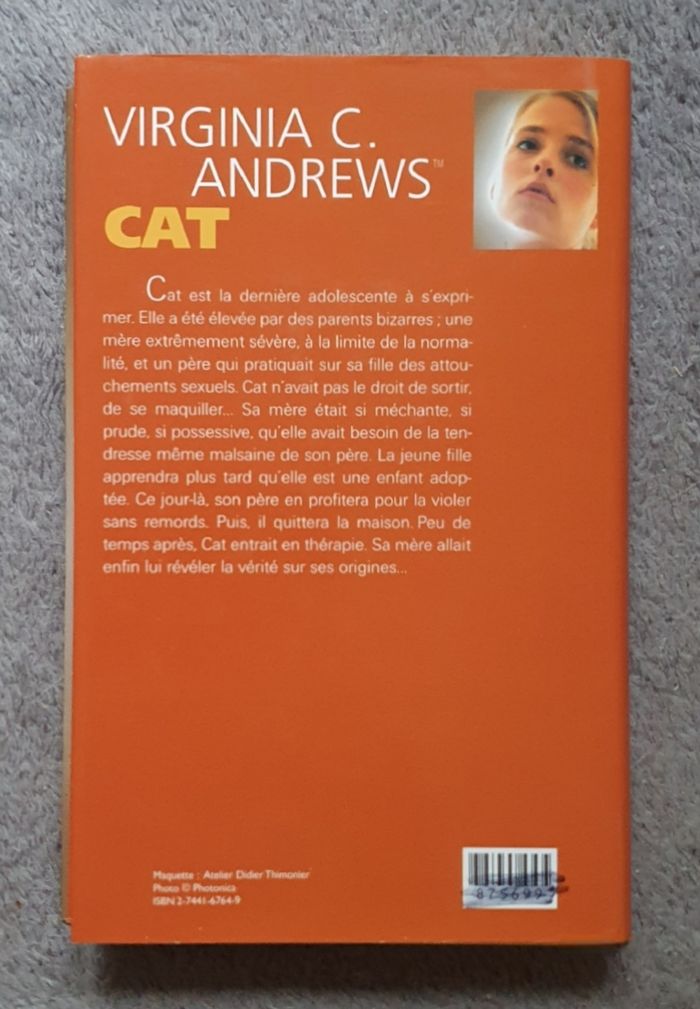 VIRGINIA C.
ANDREWS™
CAT
Cat est la dernière adolescente à s'expri-
mer. Elle a été élevée par des parents bizarres ; une
mère extrêmement sévère, à la limite de la norma-
lité, et un père qui pratiquait sur sa fille des attou-
chements sexuels. Cat n'avait pas le droit de sortir,
de se maquiller... Sa mère était si méchante, si
prude, si possessive, qu'elle avait besoin de la ten-
dresse même malsaine de son père. La jeune fille
apprendra plus tard qu'elle est une enfant adop-
tée. Ce jour-là, son père en profitera pour la violer
sans remords. Puis, il quittera la maison. Peu de
temps après, Cat entrait en thérapie. Sa mère allait
enfin lui révéler la vérité sur ses origines...
Maquette : Atelier Didier Thimonier
Photo © Photonica
ISBN 2-7441-6764-9